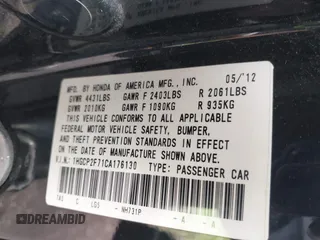 MFD. BY HONDA OF AMERICA MFG., INC. 05/12
GVWR 4431LBS GAWR F 2403LBS R 2061LBS
GVWR 2010KG GAWR F 1090KG R 935KG
THIS VEHICLE CONFORMS TO ALL APPLICABLE
FEDERAL MOTOR VEHICLE SAFETY, BUMPER,
AND THEFT PREVENTION STANDARDS IN EFFECT
ON THE DATE OF MANUFACTURE SHOWN ABOVE.
V.I.N. 1HGCP2F71CA176130 TYPE: PASSENGER CAR
TA0 G LGS - NH731P - A - A
DREAMBID